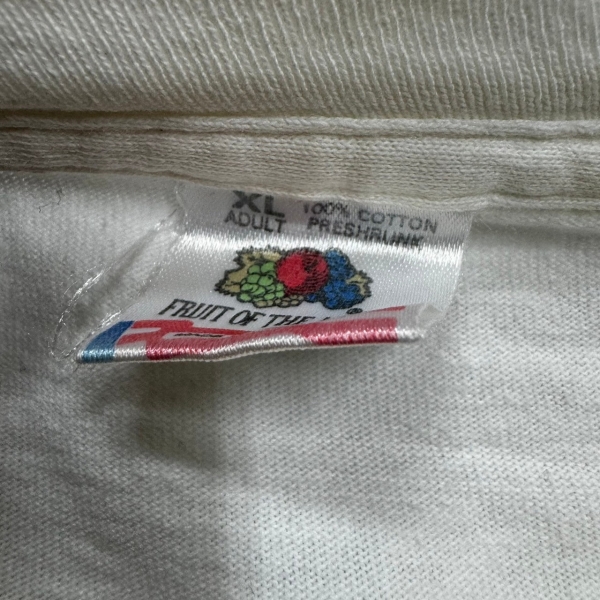 XL 100% COTTON
ADULT PRESHRUNK
FRUIT OF THE
®